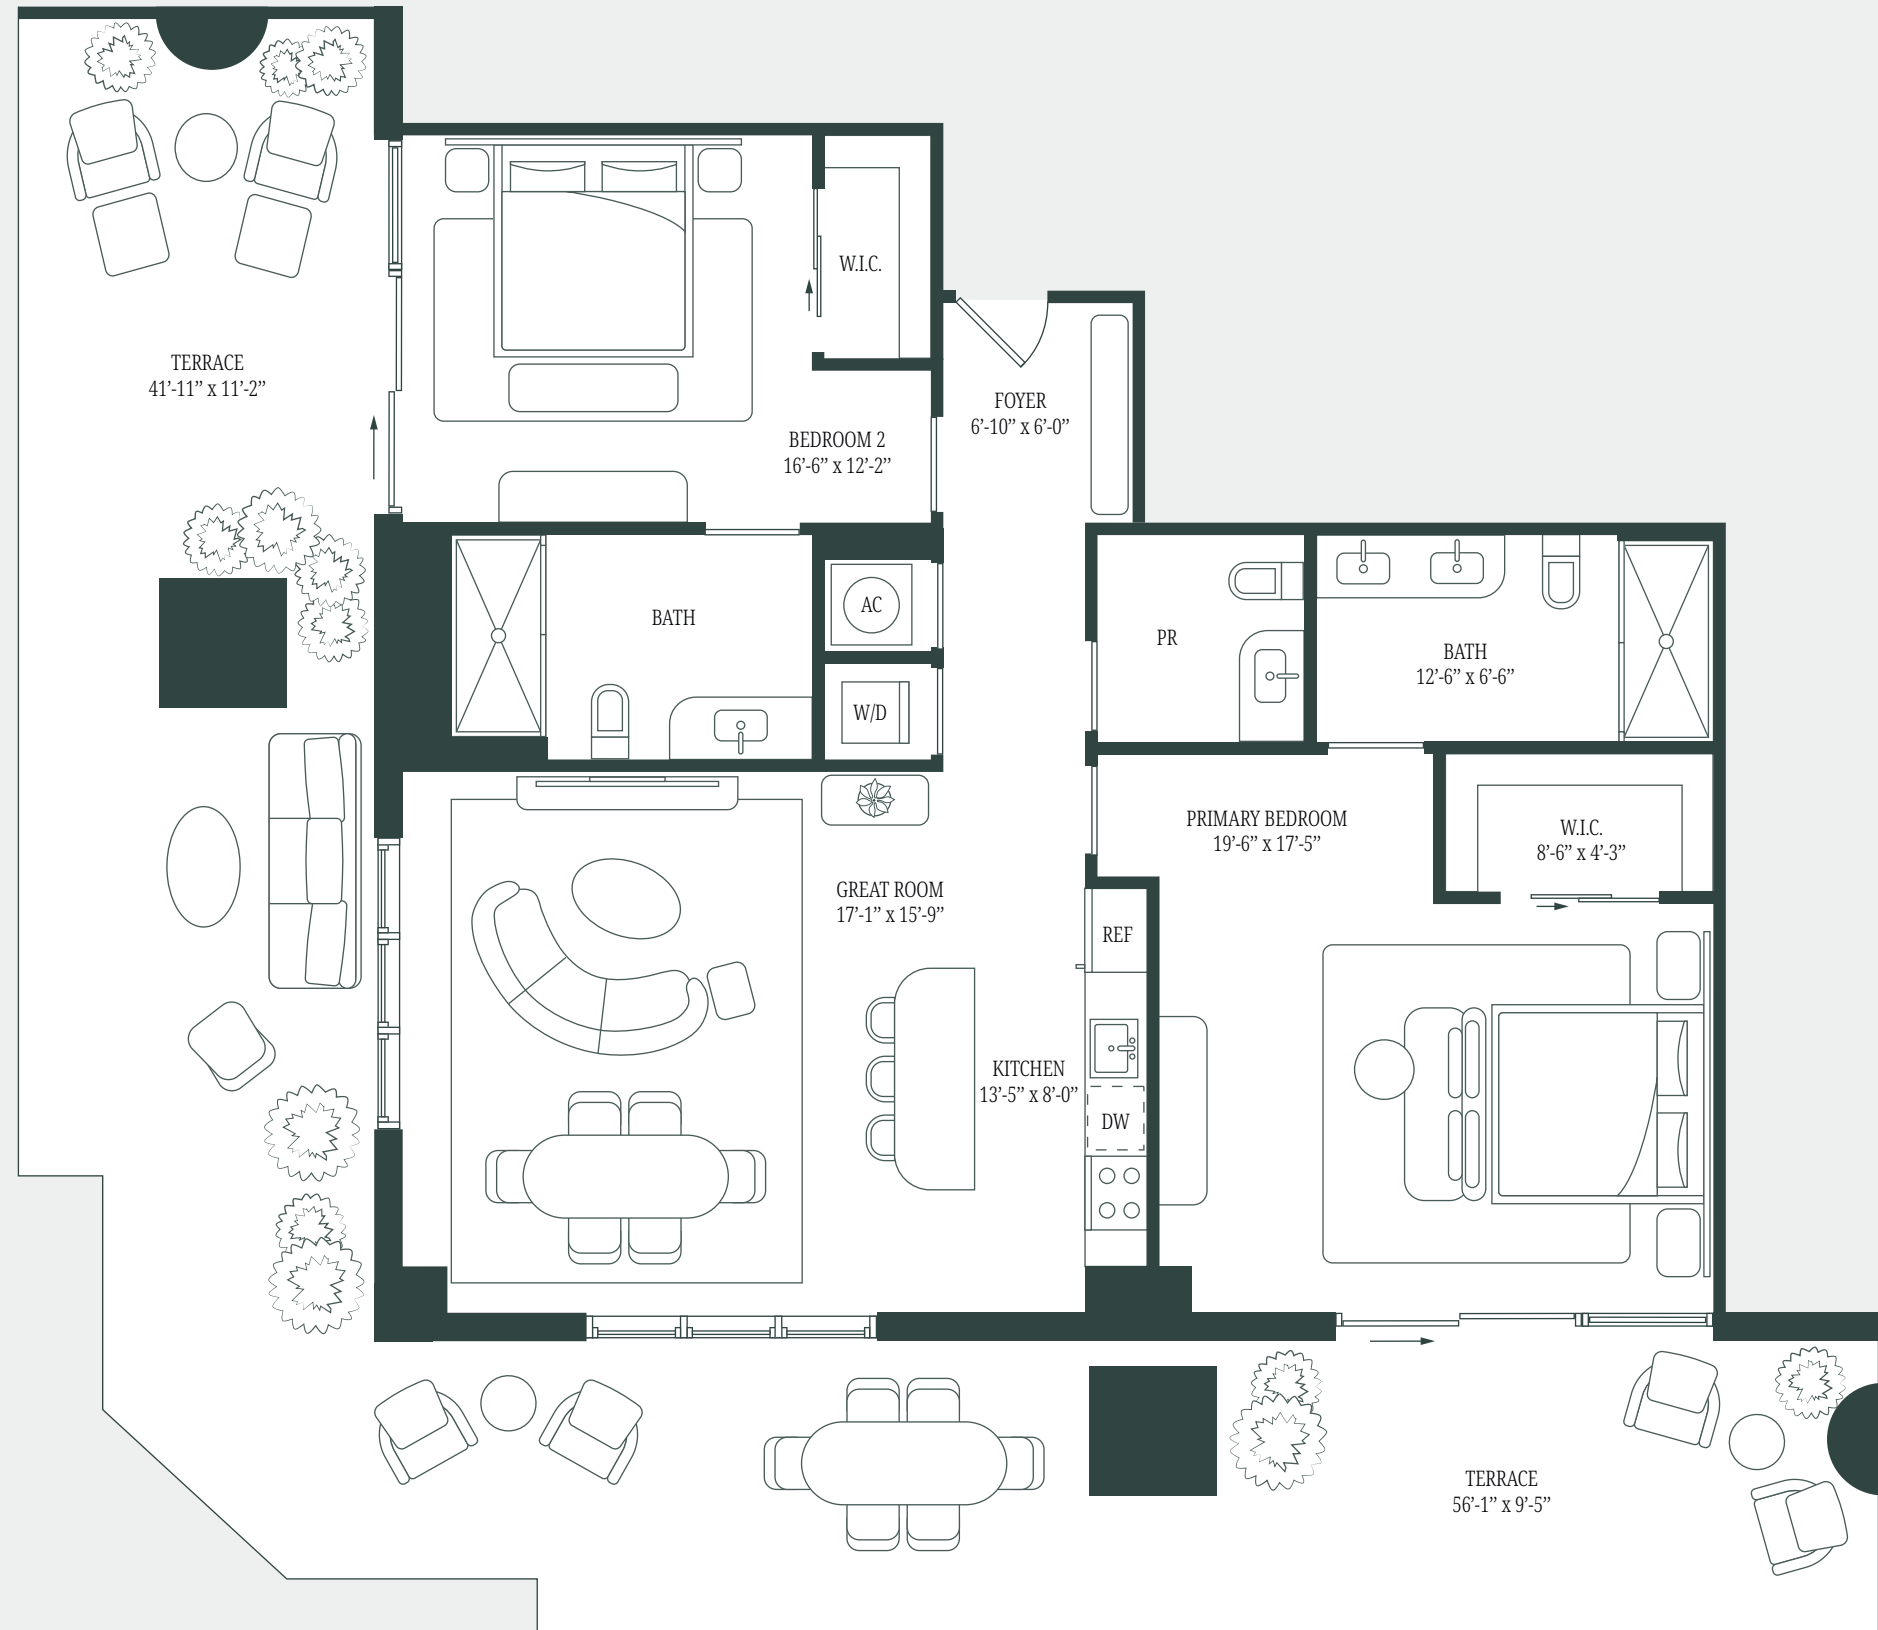 W.I.C.
TERRACE
41’-11” x 11’-2”
FOYER
6’-10” x 6’-0”
BEDROOM 2
16’-6” x 12’-2”
AC
BATH
PR
BATH
12’-6” x 6’-6”
W/D
PRIMARY BEDROOM
19’-6” x 17’-5”
W.I.C.
8’-6” x 4’-3”
GREAT ROOM
17’-1” x 15’-9”
REF
KITCHEN
13’-5” x 8’-0”
DW
TERRACE
56’-1” x 9’-5”